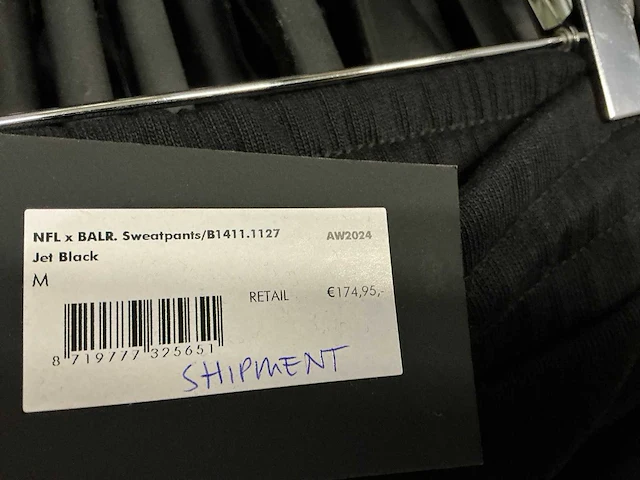 NFL x BALR. Sweatpants/B1411.1127 AW2024
Jet Black
M
RETAIL €174,95,-
8 719777 325651
SHIPMENT